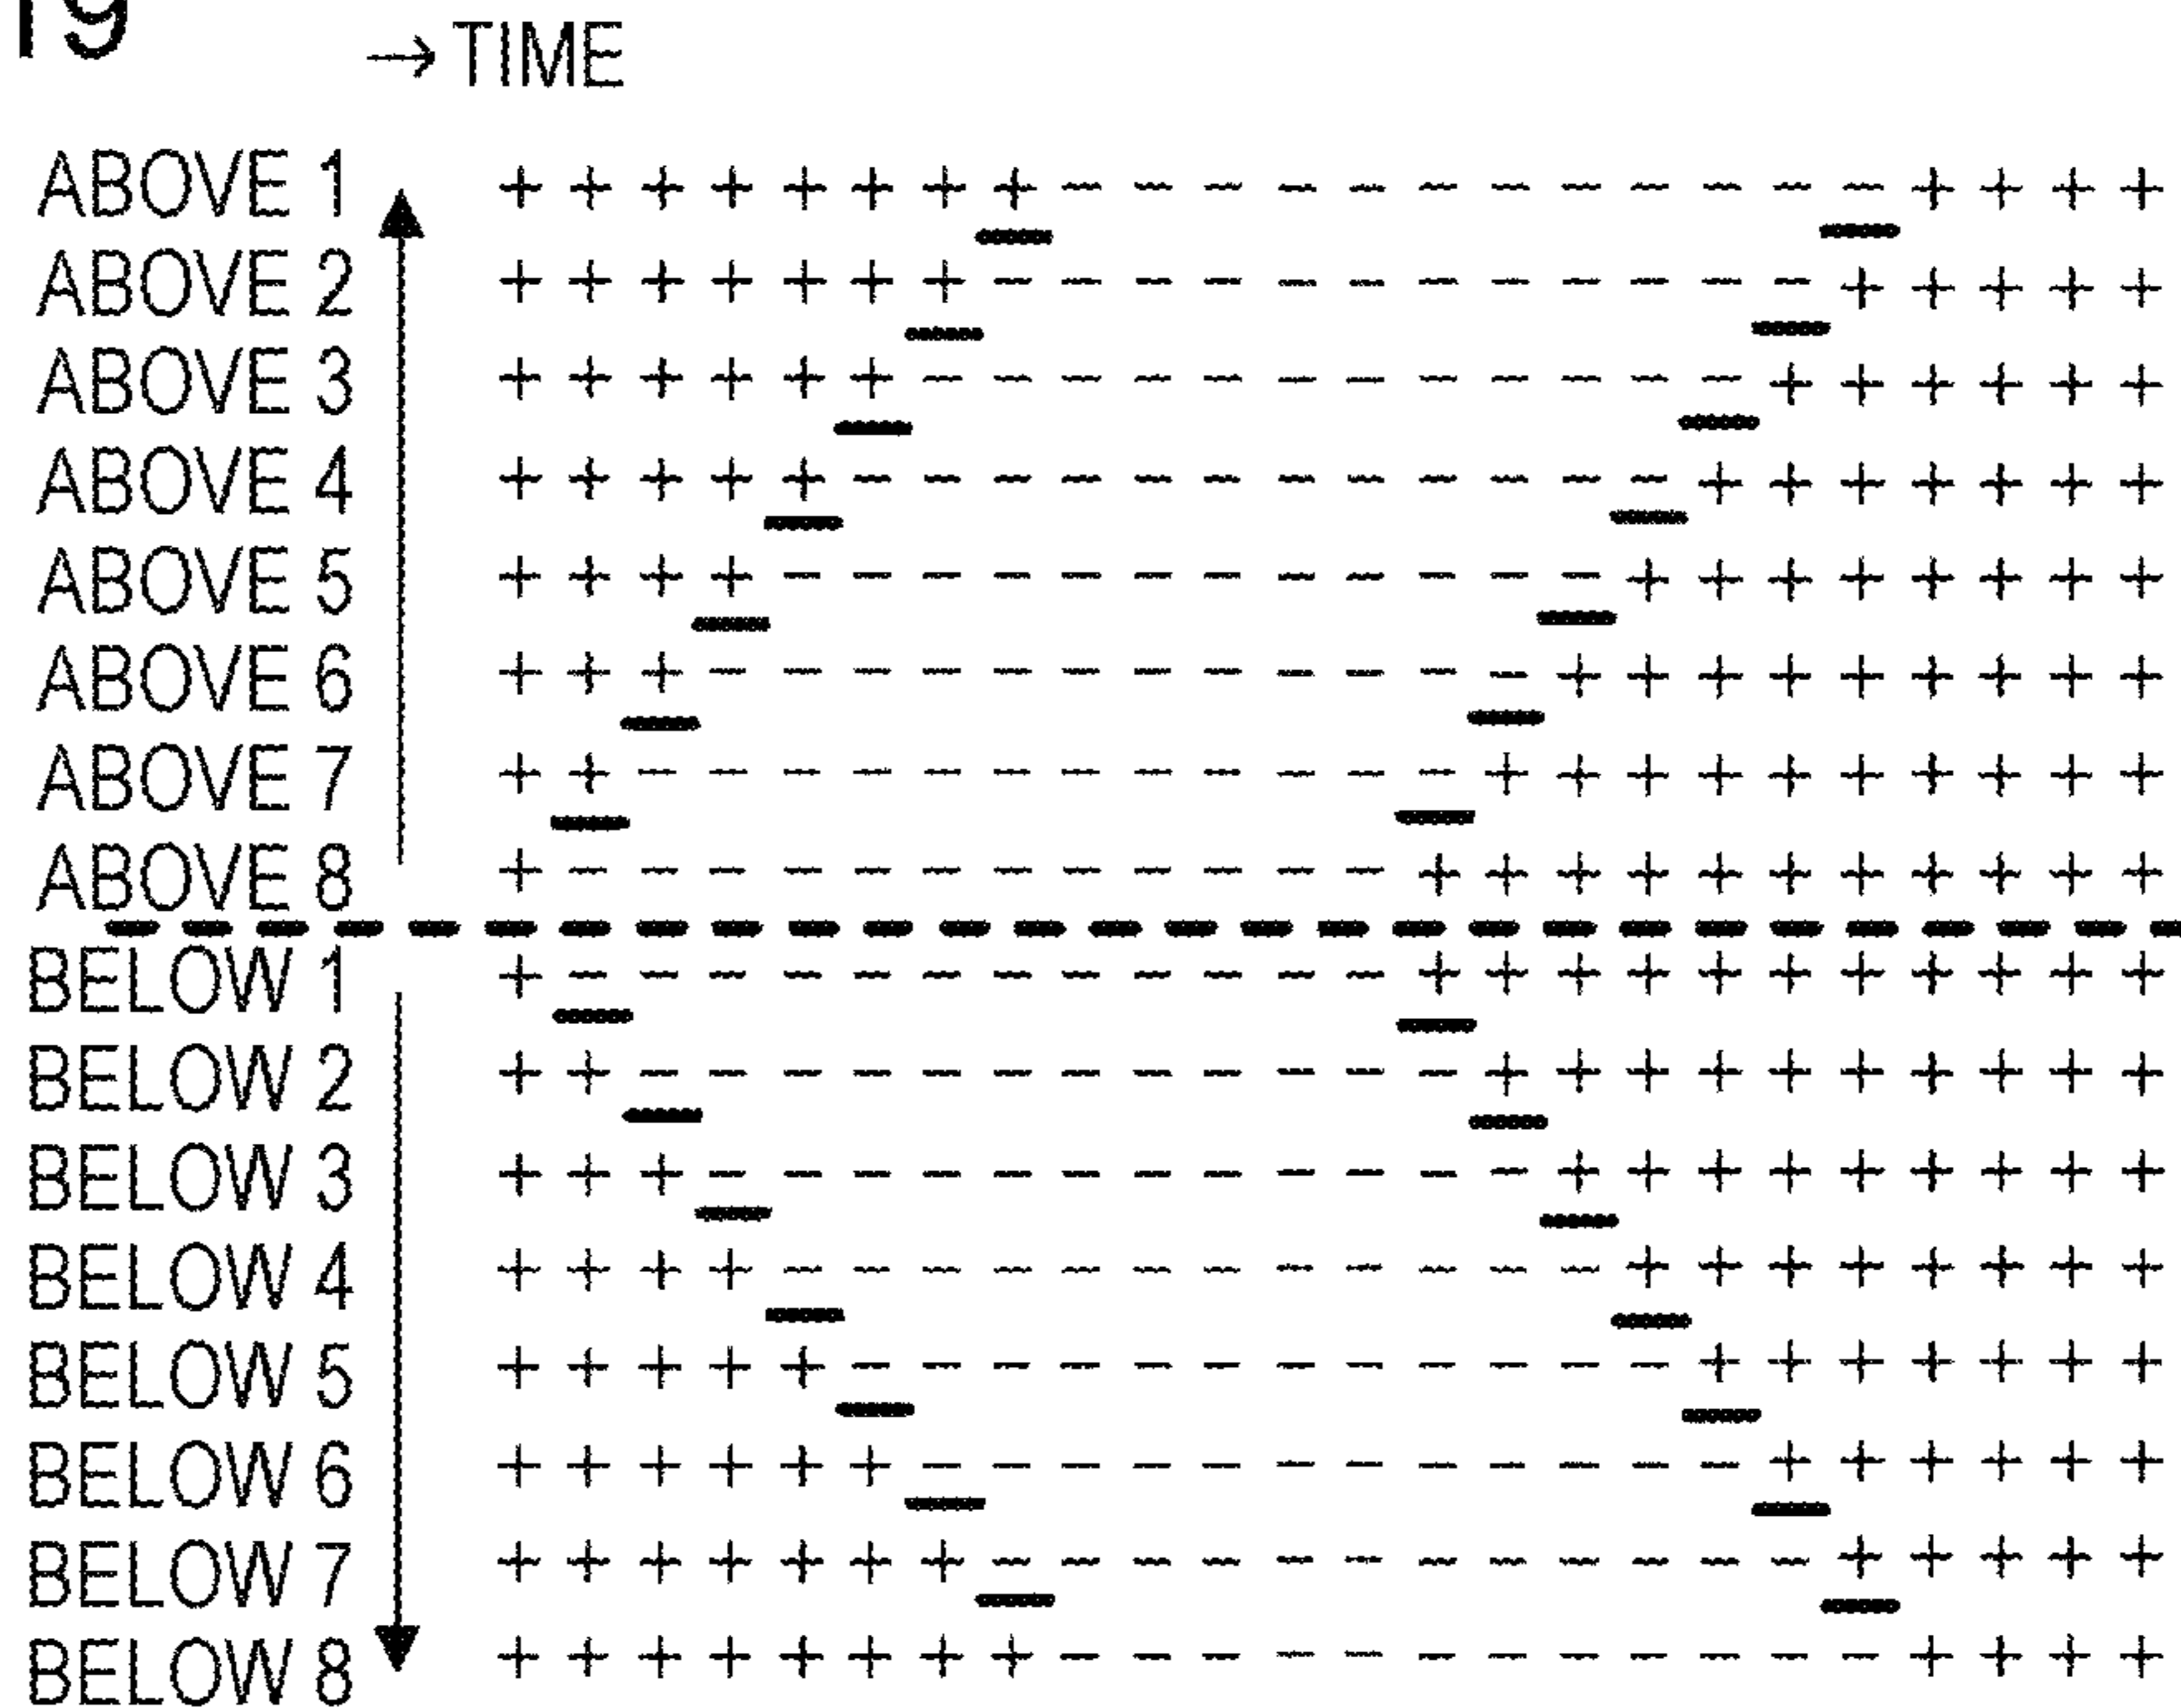 19
→ TIME
ABOVE 1 + + + + + + + + - - - - - - - - - - - - + + + +
ABOVE 2 + + + + + + + - - - - - - - - - - - - + + + + +
ABOVE 3 + + + + + + - - - - - - - - - - - - + + + + + +
ABOVE 4 + + + + + - - - - - - - - - - - - + + + + + + +
ABOVE 5 + + + + - - - - - - - - - - - - + + + + + + + +
ABOVE 6 + + + - - - - - - - - - - - - + + + + + + + + +
ABOVE 7 + + - - - - - - - - - - - - + + + + + + + + + +
ABOVE 8 + - - - - - - - - - - - - + + + + + + + + + + +
BELOW 1 + - - - - - - - - - - - - + + + + + + + + + + +
BELOW 2 + + - - - - - - - - - - - - + + + + + + + + + +
BELOW 3 + + + - - - - - - - - - - - - + + + + + + + + +
BELOW 4 + + + + - - - - - - - - - - - - + + + + + + + +
BELOW 5 + + + + + - - - - - - - - - - - - + + + + + + +
BELOW 6 + + + + + + - - - - - - - - - - - - + + + + + +
BELOW 7 + + + + + + + - - - - - - - - - - - - + + + + +
BELOW 8 + + + + + + + + - - - - - - - - - - - - + + + +